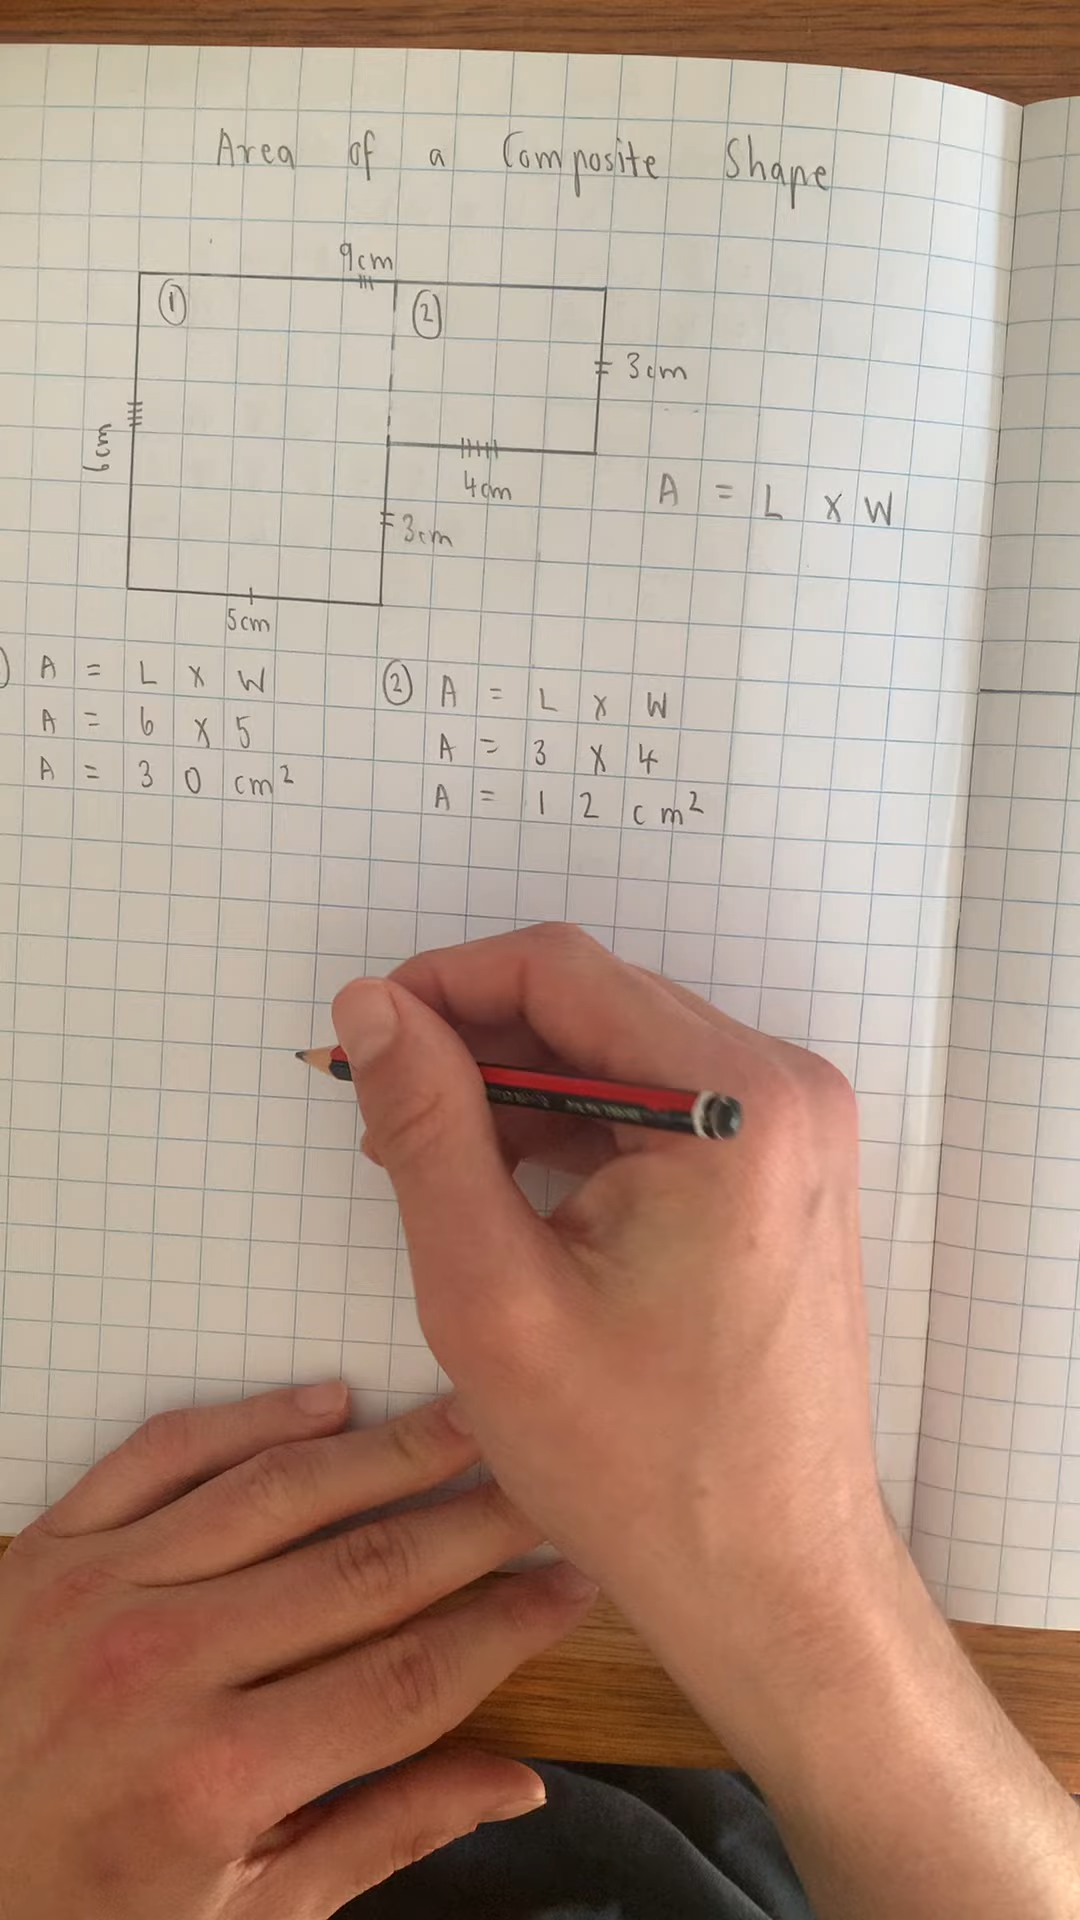 Area of a Composite Shape
9cm
① ②
3cm
6cm
4cm
A = L x W
3cm
5cm
) A = L x W
A = 6 x 5
A = 30 cm²
② A = L x W
A = 3 x 4
A = 12 cm²